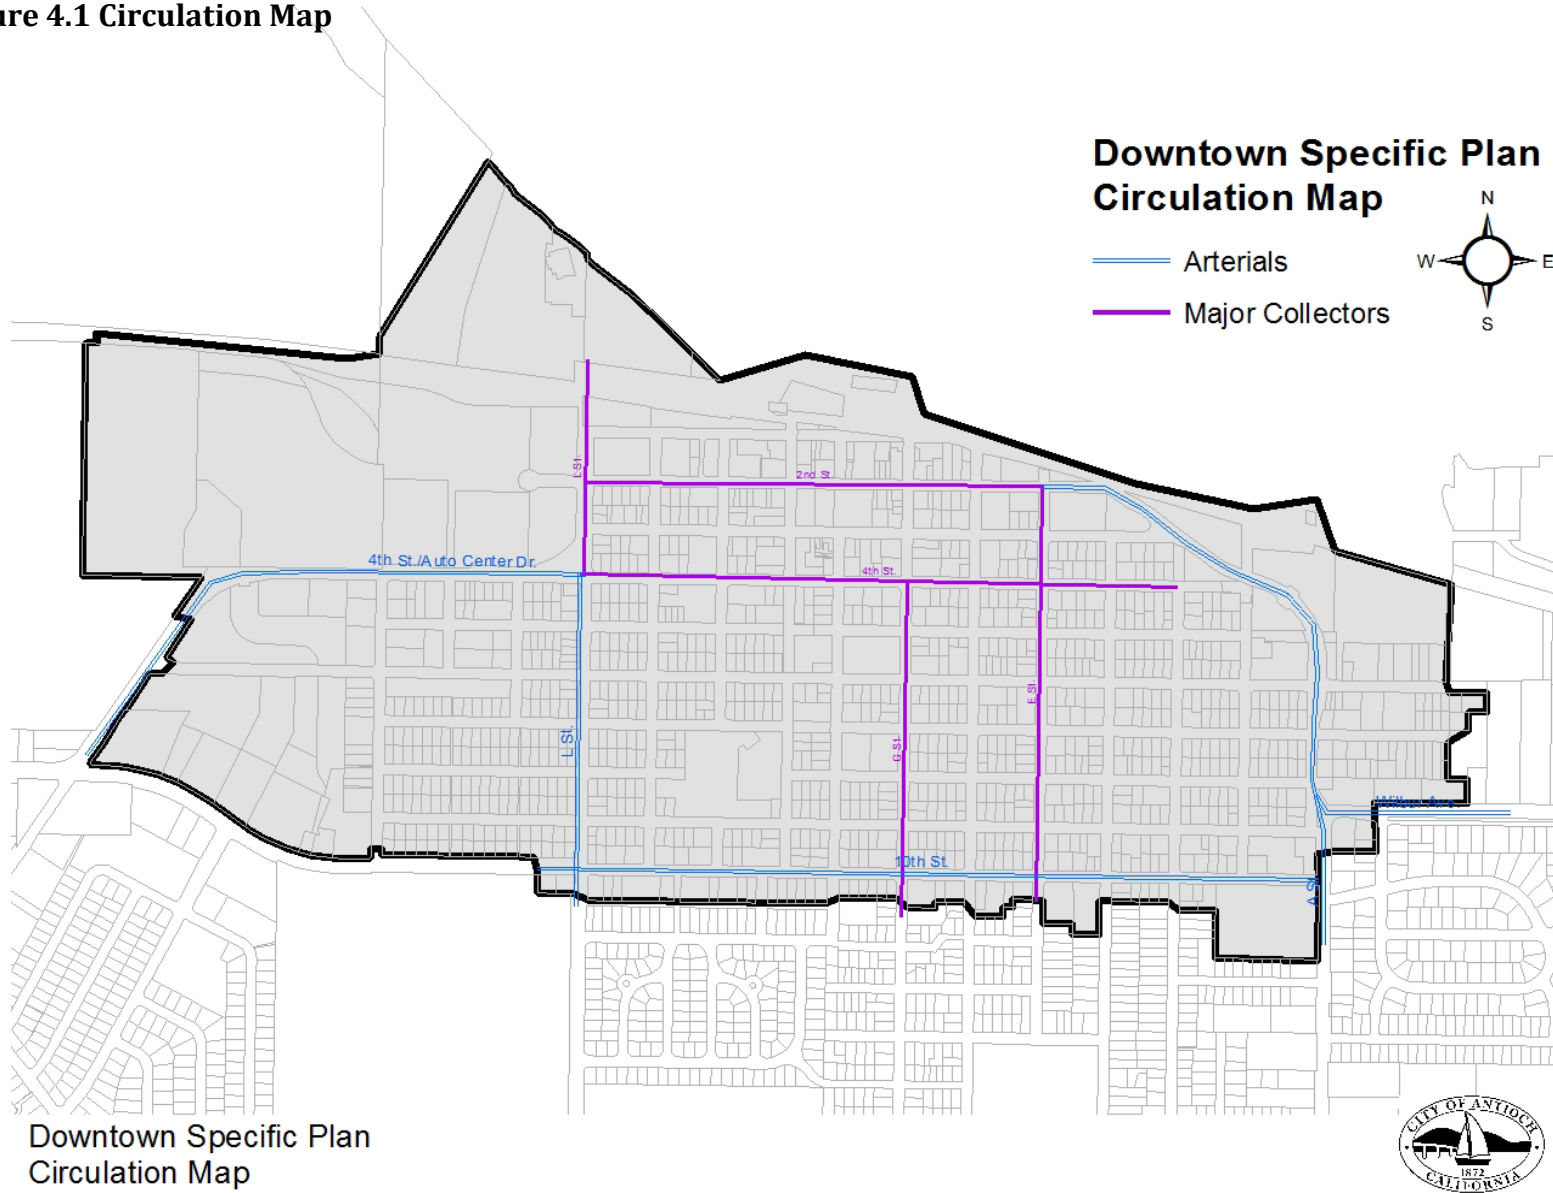 ure 4.1 Circulation Map
Downtown Specific Plan
Circulation Map
N
W
E
S
Arterials
Major Collectors
L St.
2nd St.
4th St./Auto Center Dr.
4th St.
E St.
L St.
G St.
Wilbur Ave.
10th St.
A St.
Downtown Specific Plan
Circulation Map
CITY OF ANTIOCH
1872
CALIFORNIA